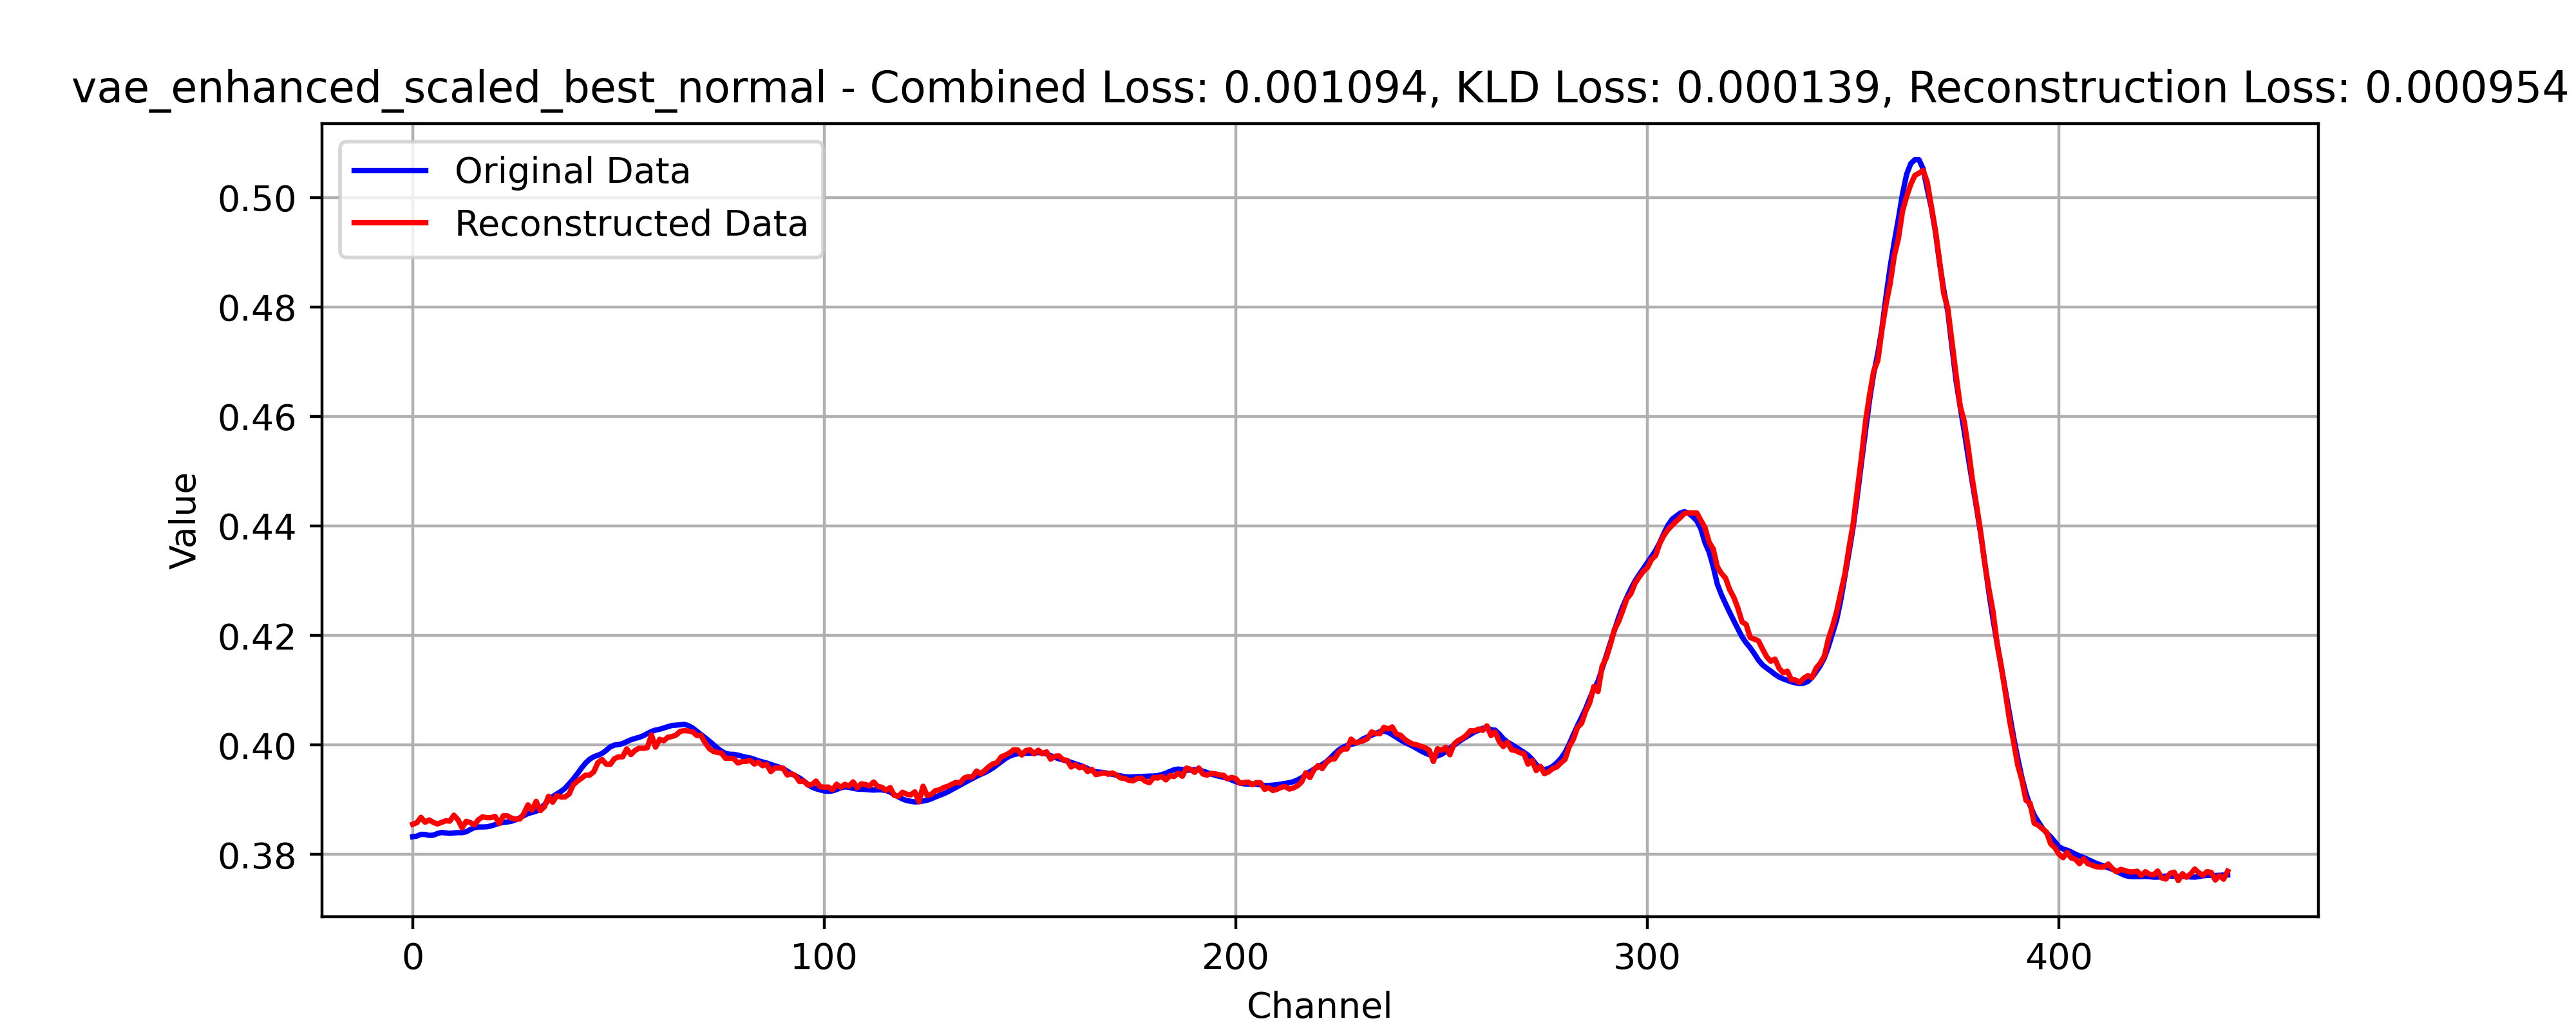 vae_enhanced_scaled_best_normal - Combined Loss: 0.001094, KLD Loss: 0.000139, Reconstruction Loss: 0.000954
Original Data
Reconstructed Data
0.50
0.48
0.46
0.44
0.42
0.40
0.38
Value
0 100 200 300 400
Channel